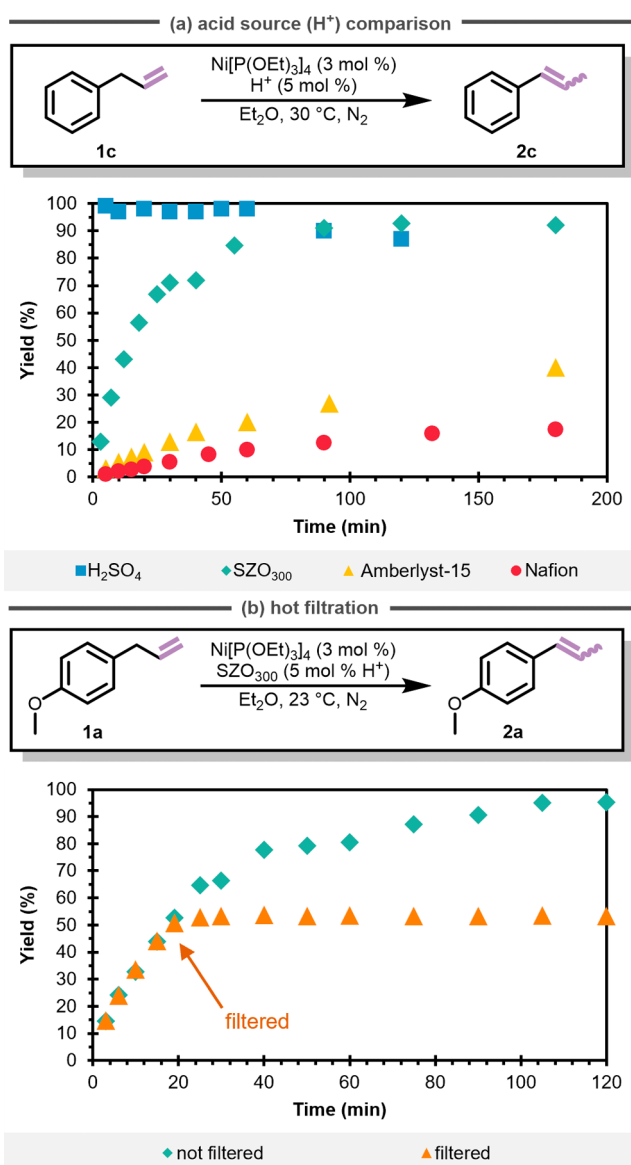 (a) acid source (H⁺) comparison
Ni[P(OEt)₃]₄ (3 mol %)
H⁺ (5 mol %)
Et₂O, 30 °C, N₂
1c
2c
100
90
80
70
60
50
40
30
20
10
0
Yield (%)
0 50 100 150 200
Time (min)
H₂SO₄ SZO₃₀₀ Amberlyst-15 Nafion
(b) hot filtration
Ni[P(OEt)₃]₄ (3 mol %)
SZO₃₀₀ (5 mol % H⁺)
Et₂O, 23 °C, N₂
O
1a
O
2a
100
90
80
70
60
50
40
30
20
10
0
Yield (%)
filtered
0 20 40 60 80 100 120
Time (min)
not filtered filtered